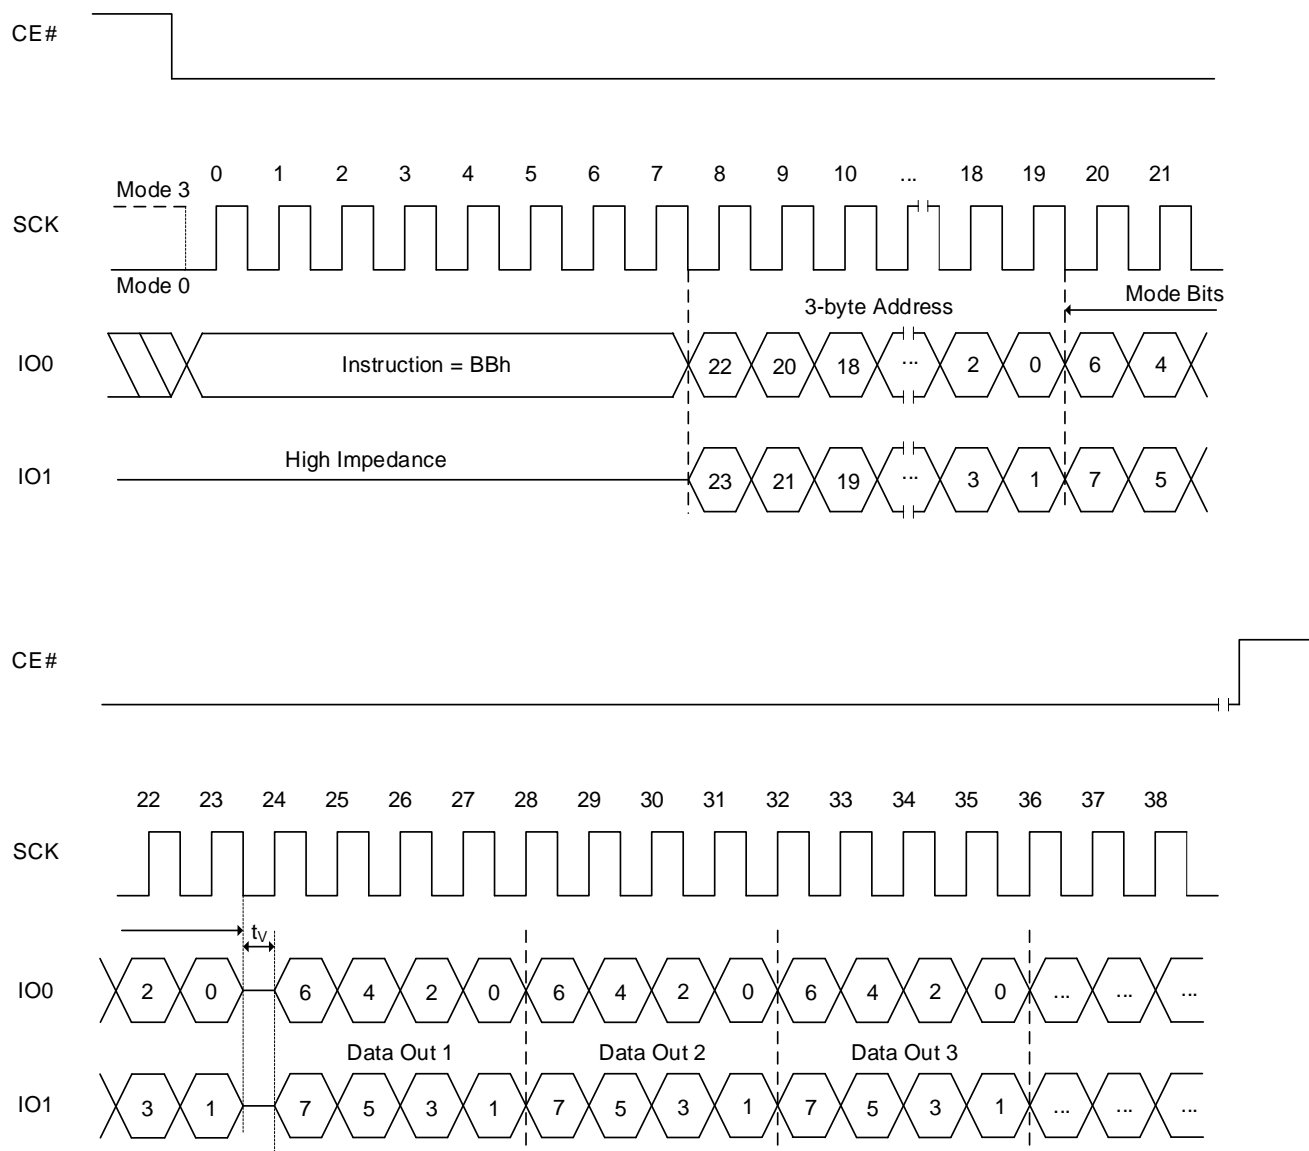 CE#
0 1 2 3 4 5 6 7 8 9 10 ... 18 19 20 21
Mode 3
SCK
Mode 0
3-byte Address
Mode Bits
IO0
Instruction = BBh
22 20 18 ... 2 0 6 4
High Impedance
IO1
23 21 19 ... 3 1 7 5
CE#
22 23 24 25 26 27 28 29 30 31 32 33 34 35 36 37 38
SCK
tV
IO0
2 0 6 4 2 0 6 4 2 0 6 4 2 0 ... ... ...
Data Out 1 Data Out 2 Data Out 3
IO1
3 1 7 5 3 1 7 5 3 1 7 5 3 1 ... ... ...